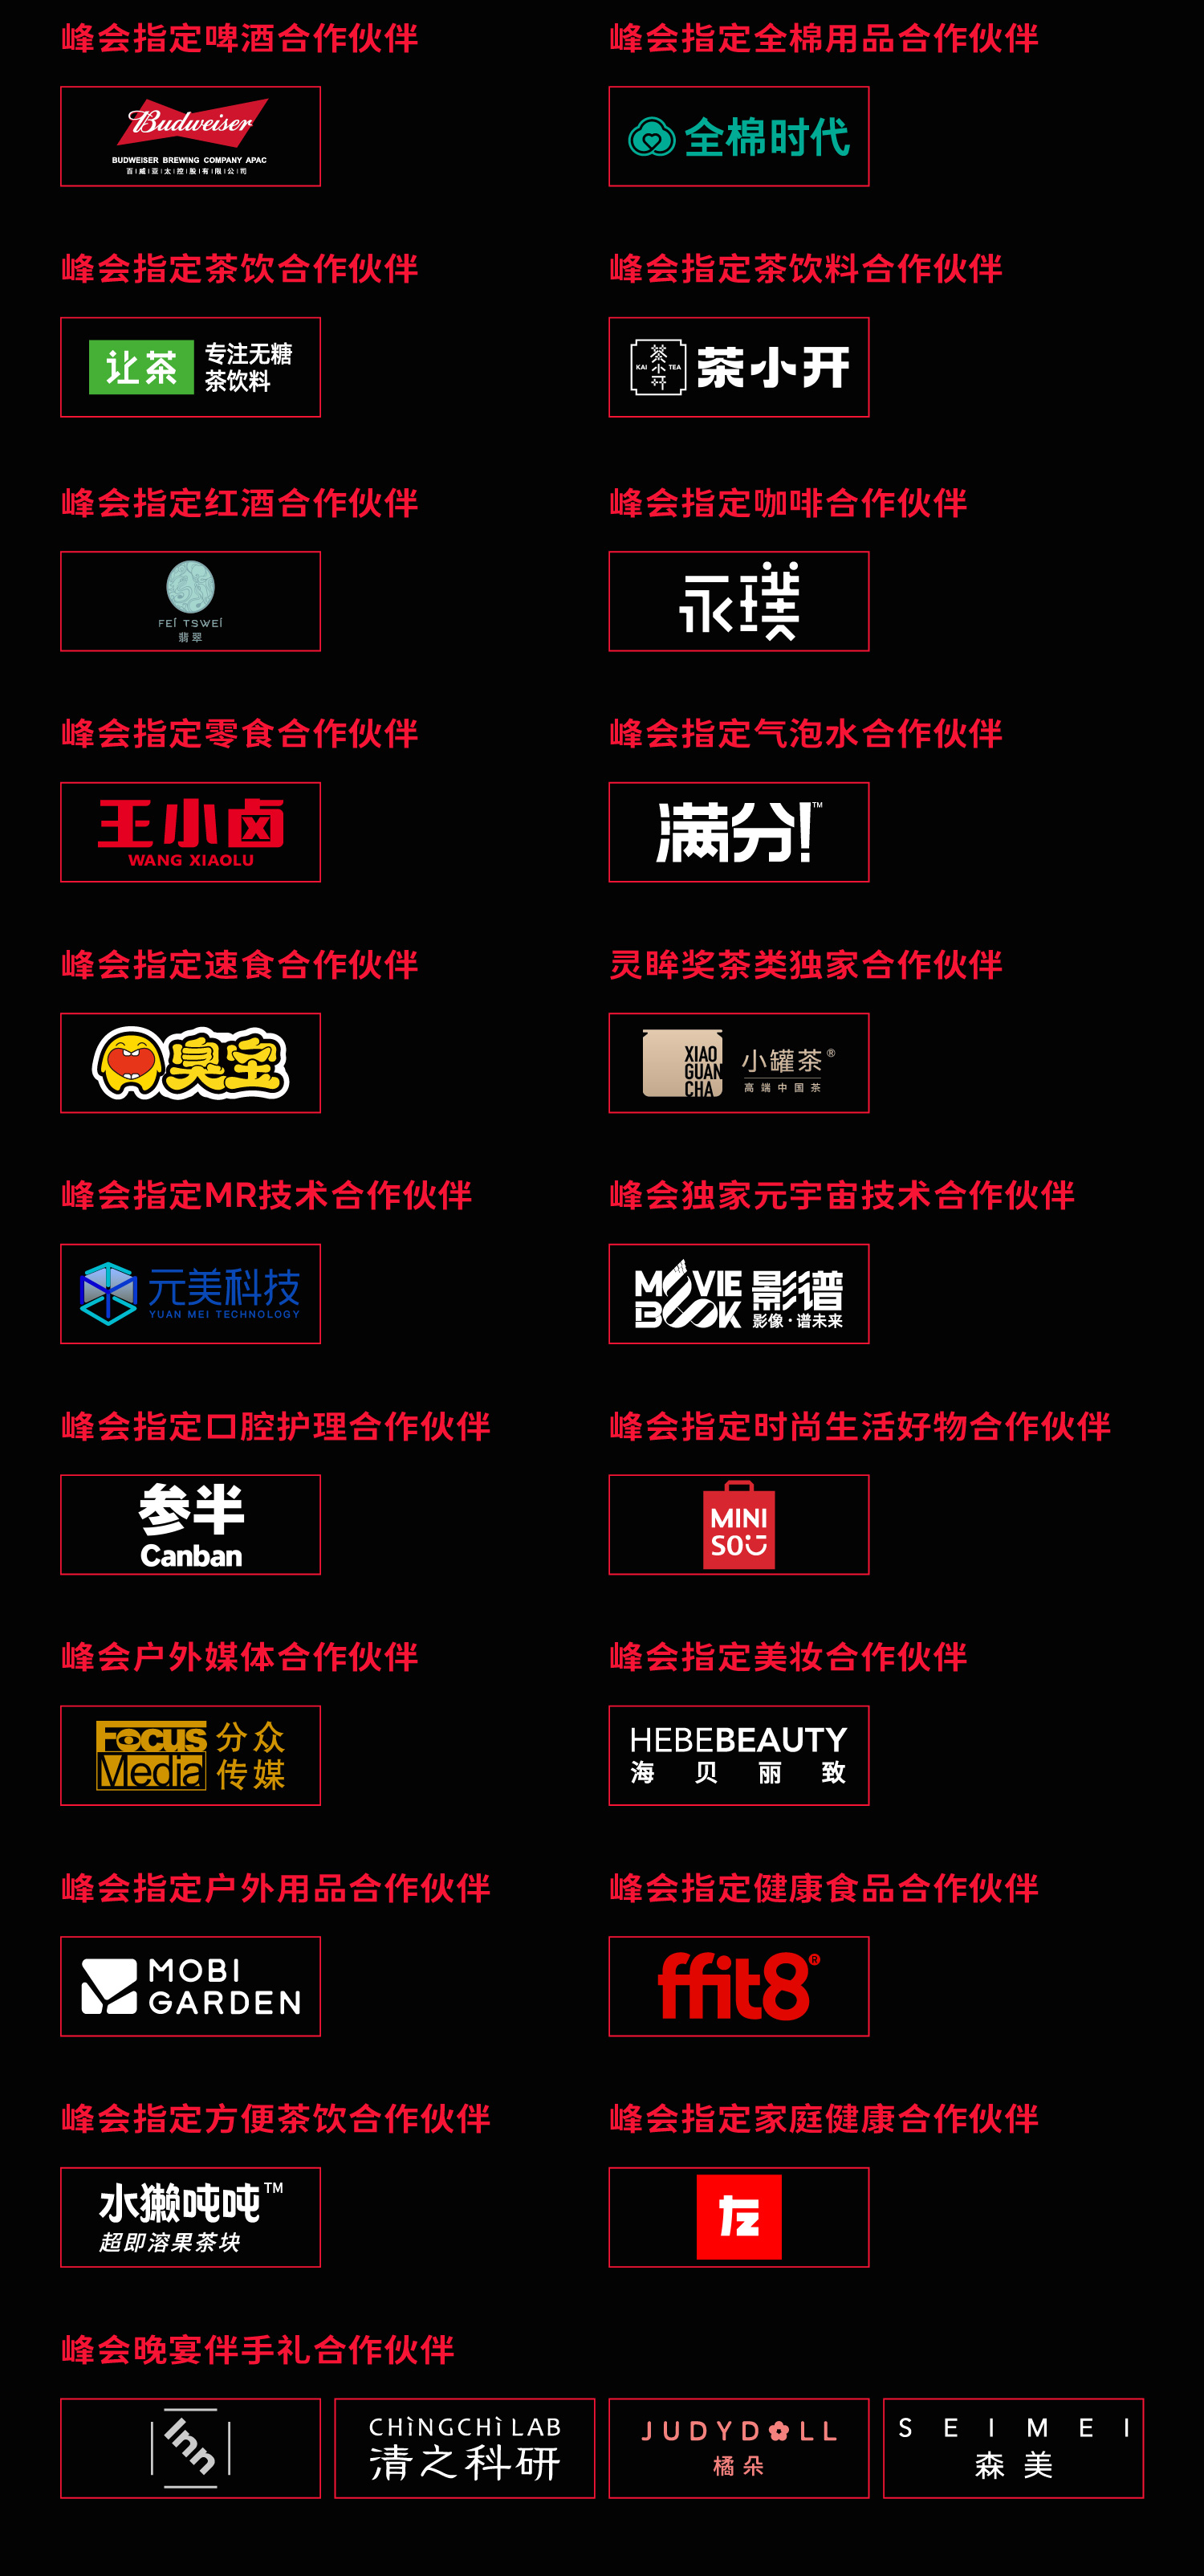 峰会指定啤酒合作伙伴
峰会指定全棉用品合作伙伴
Budweiser
BUDWEISER BREWING COMPANY APAC
百|威|亚|太|控|股|有|限|公|司
全棉时代
峰会指定茶饮合作伙伴
峰会指定茶饮料合作伙伴
让茶
专注无糖
茶饮料
KAI 茶小开 TEA
茶小开
峰会指定红酒合作伙伴
峰会指定咖啡合作伙伴
FEI TSWEI
翡翠
永璞
峰会指定零食合作伙伴
峰会指定气泡水合作伙伴
王小卤
WANG XIAOLU
满分!™
峰会指定速食合作伙伴
灵眸奖茶类独家合作伙伴
臭宝
XIAO
GUAN
CHA
小罐茶®
高端中国茶
峰会指定MR技术合作伙伴
峰会独家元宇宙技术合作伙伴
元美科技
YUAN MEI TECHNOLOGY
MOVIE
BOOK
影谱
影像·谱未来
峰会指定口腔护理合作伙伴
峰会指定时尚生活好物合作伙伴
参半
Canban
MINI
SO
峰会户外媒体合作伙伴
峰会指定美妆合作伙伴
Focus
Media
分众
传媒
HEBEBEAUTY
海贝丽致
峰会指定户外用品合作伙伴
峰会指定健康食品合作伙伴
MOBI
GARDEN
ffit8®
峰会指定方便茶饮合作伙伴
峰会指定家庭健康合作伙伴
水獭吨吨™
超即溶果茶块
峰会晚宴伴手礼合作伙伴
Inn
CHìNGCHì LAB
清之科研
JUDYDOLL
橘朵
SEIMEI
森美